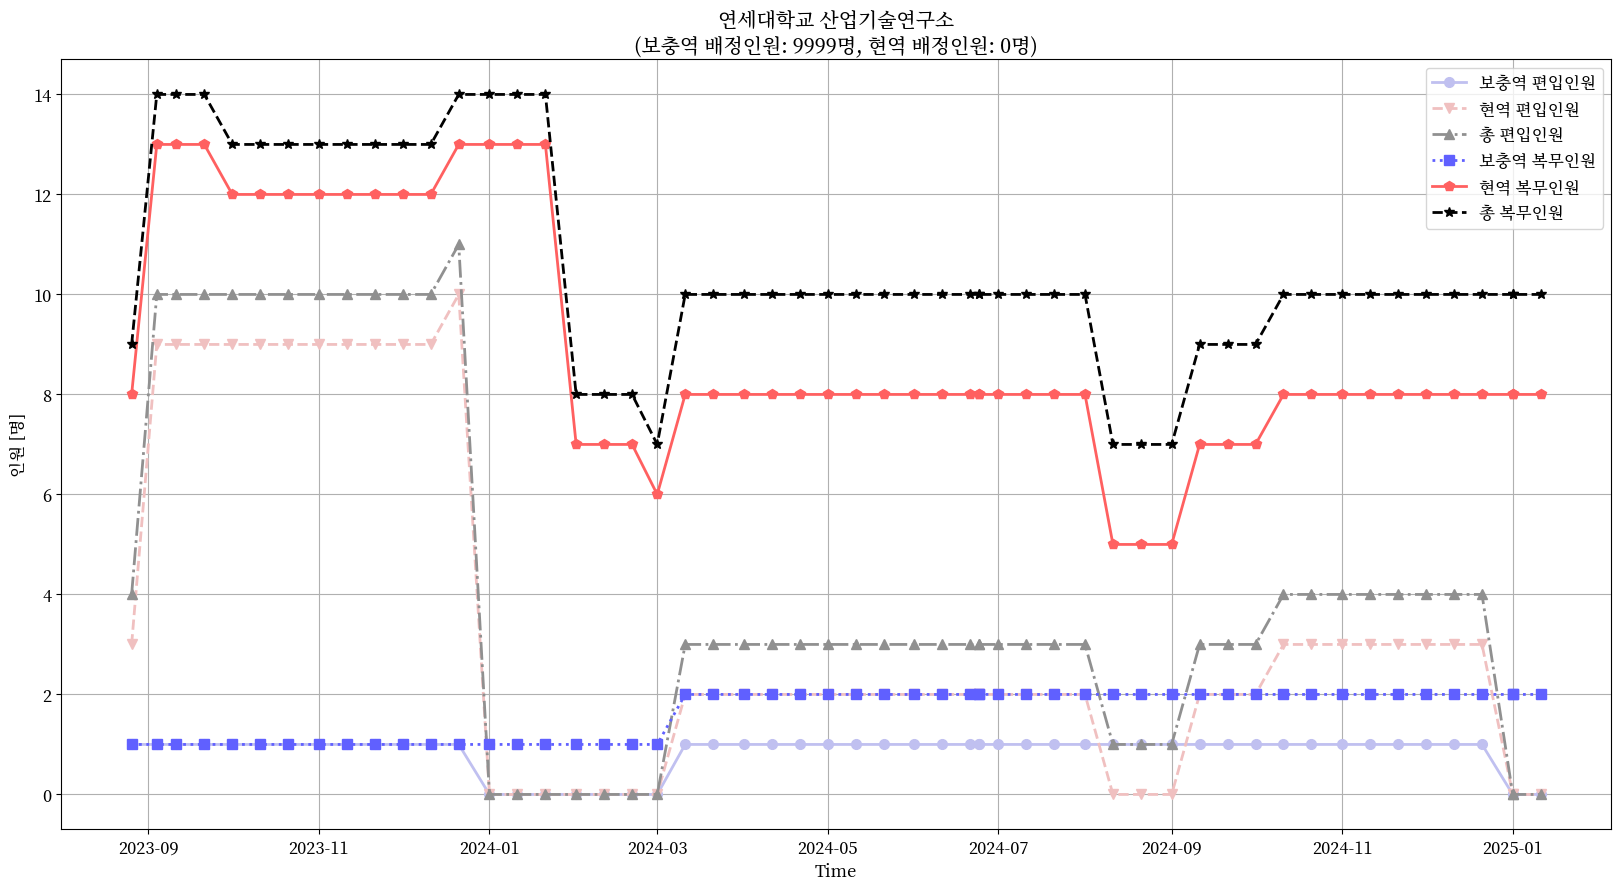 연세대학교 산업기술연구소
(보충역 배정인원: 9999명, 현역 배정인원: 0명)
보충역 편입인원
현역 편입인원
총 편입인원
보충역 복무인원
현역 복무인원
총 복무인원
인원 [명]
14
12
10
8
6
4
2
0
2023-09
2023-11
2024-01
2024-03
2024-05
2024-07
2024-09
2024-11
2025-01
Time